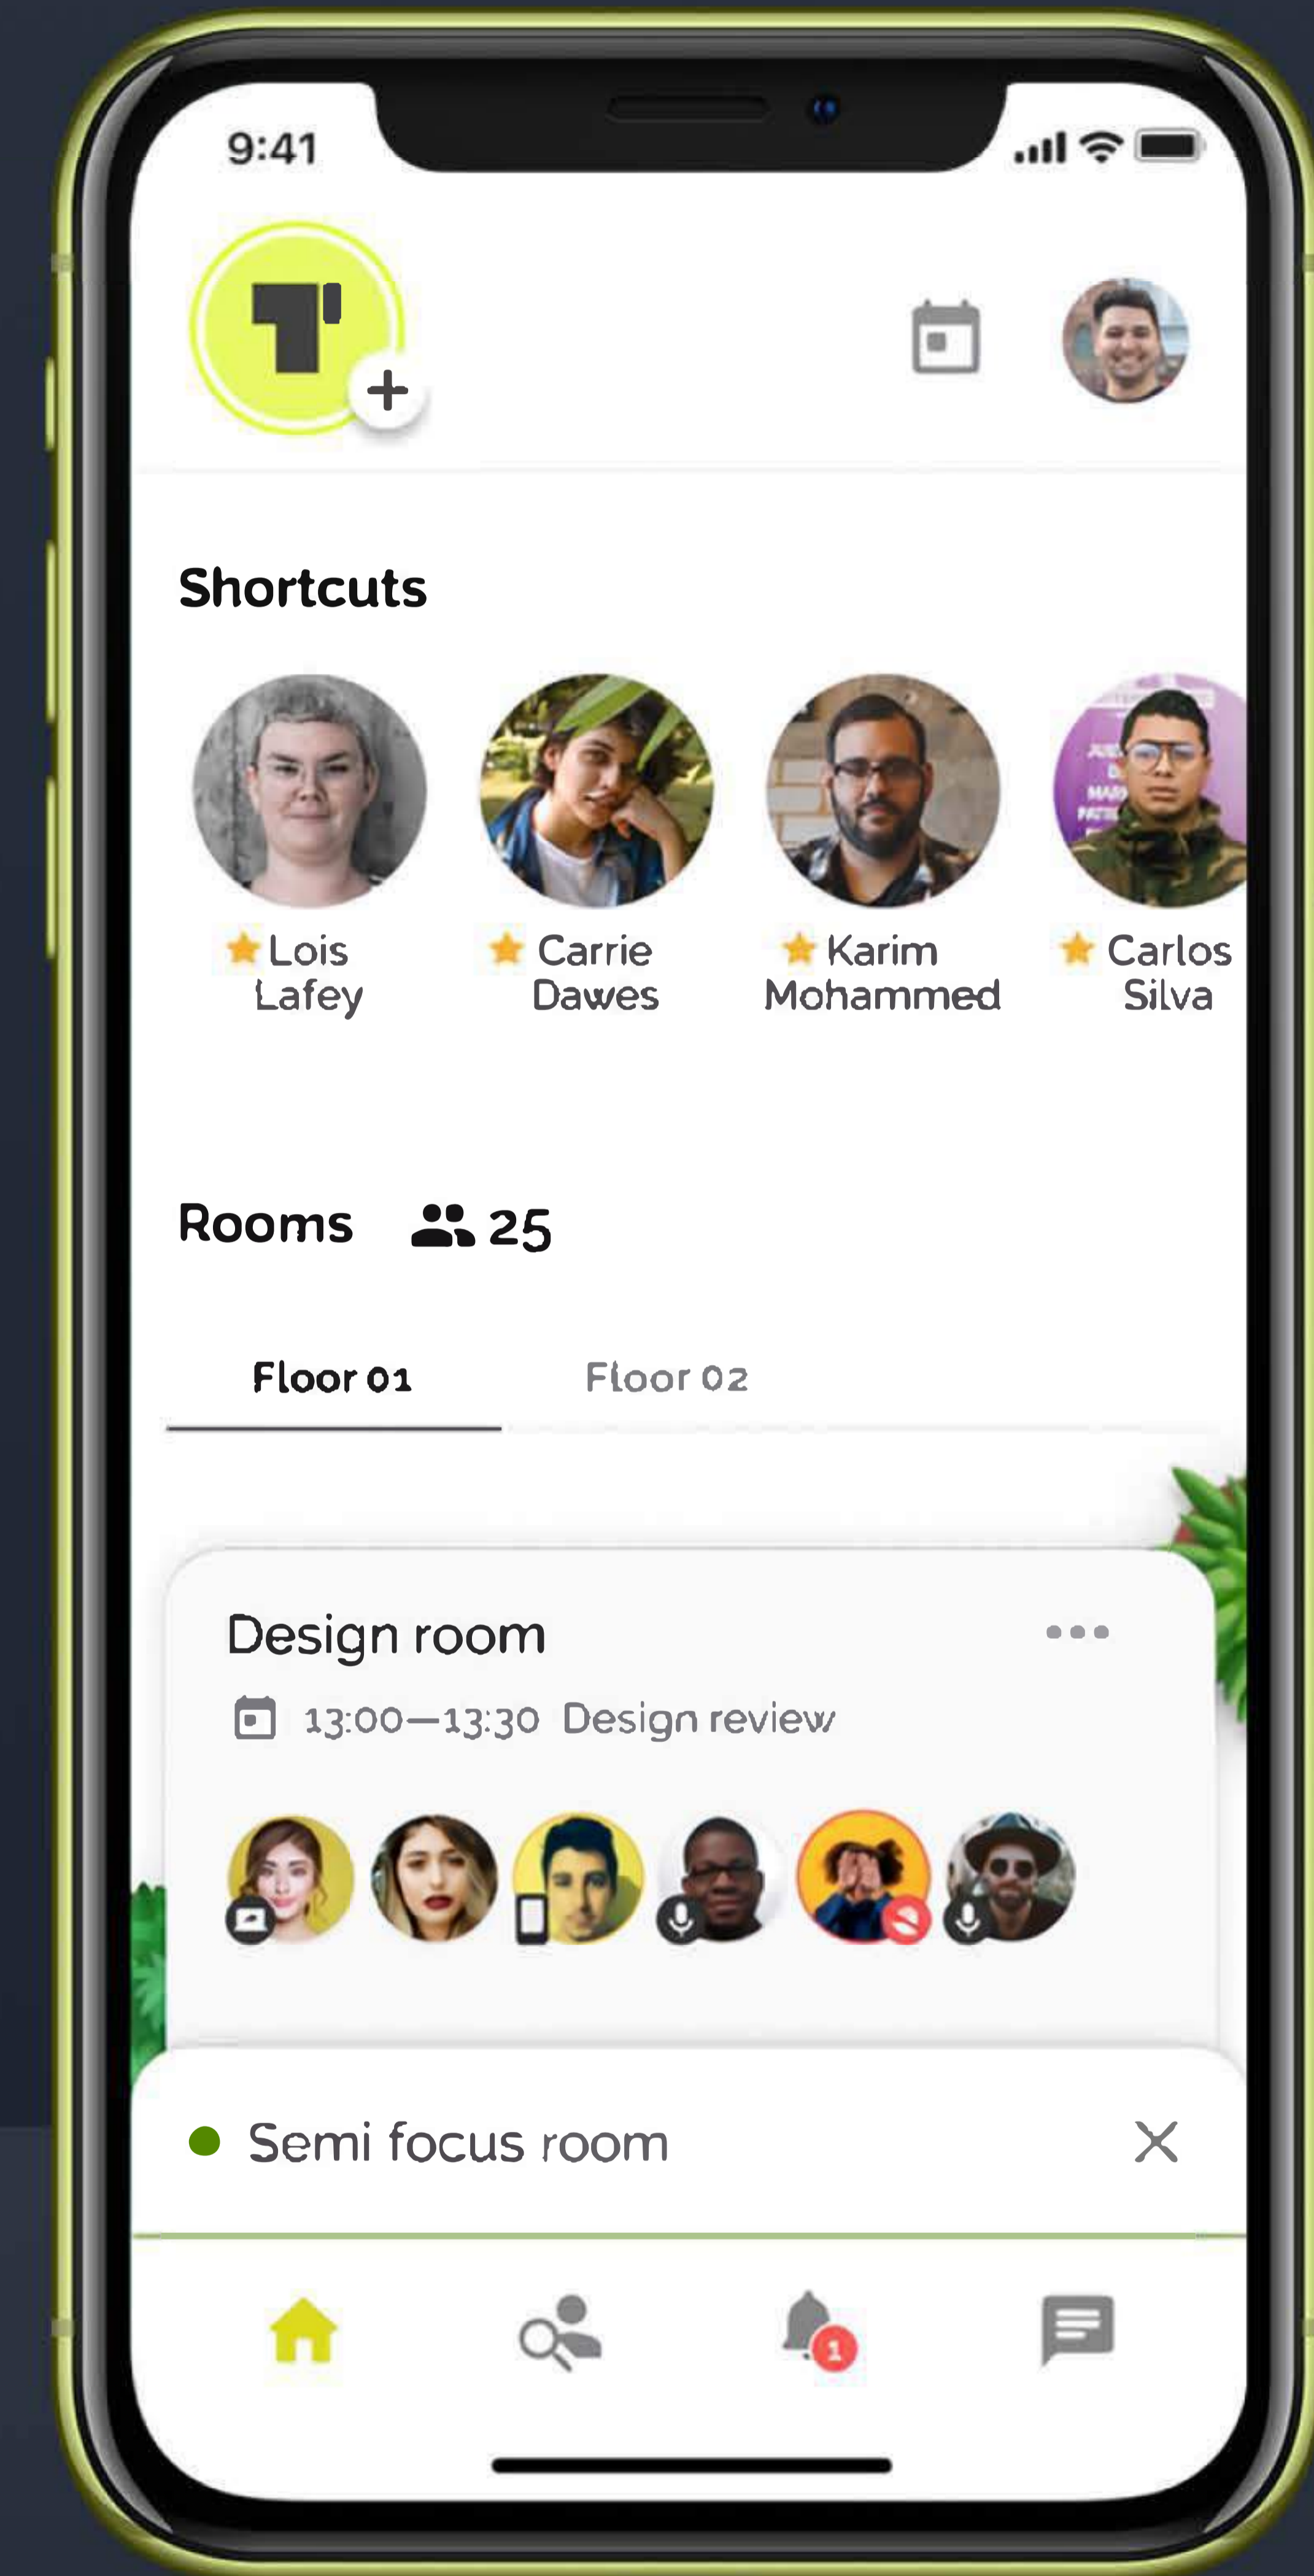 9:41
Shortcuts
Lois
Lafey
Carrie
Dawes
Karim
Mohammed
Carlos
Silva
Rooms 25
Floor 01 Floor 02
Design room
13:00—13:30 Design review
Semi focus room
1